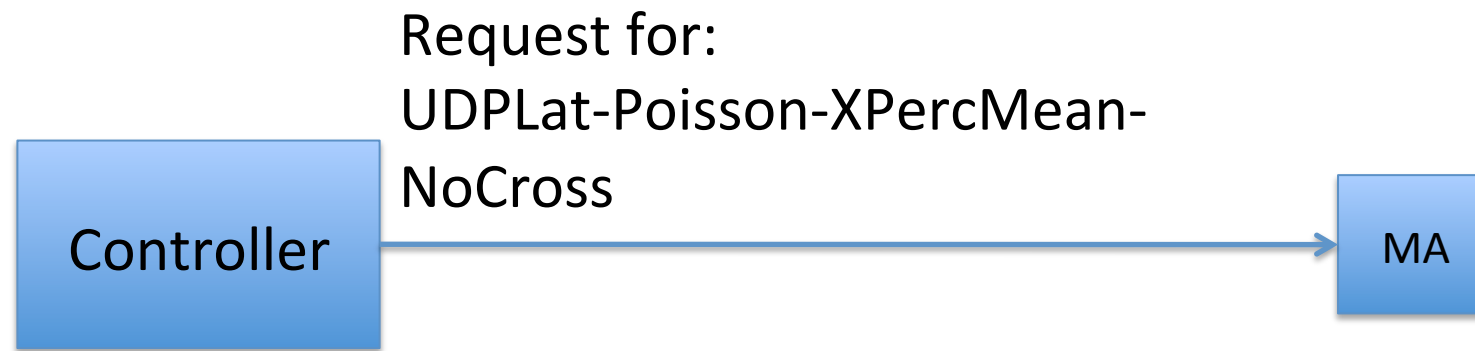 Request for:
UDPLat-Poisson-XPercMean-
NoCross
Controller
MA